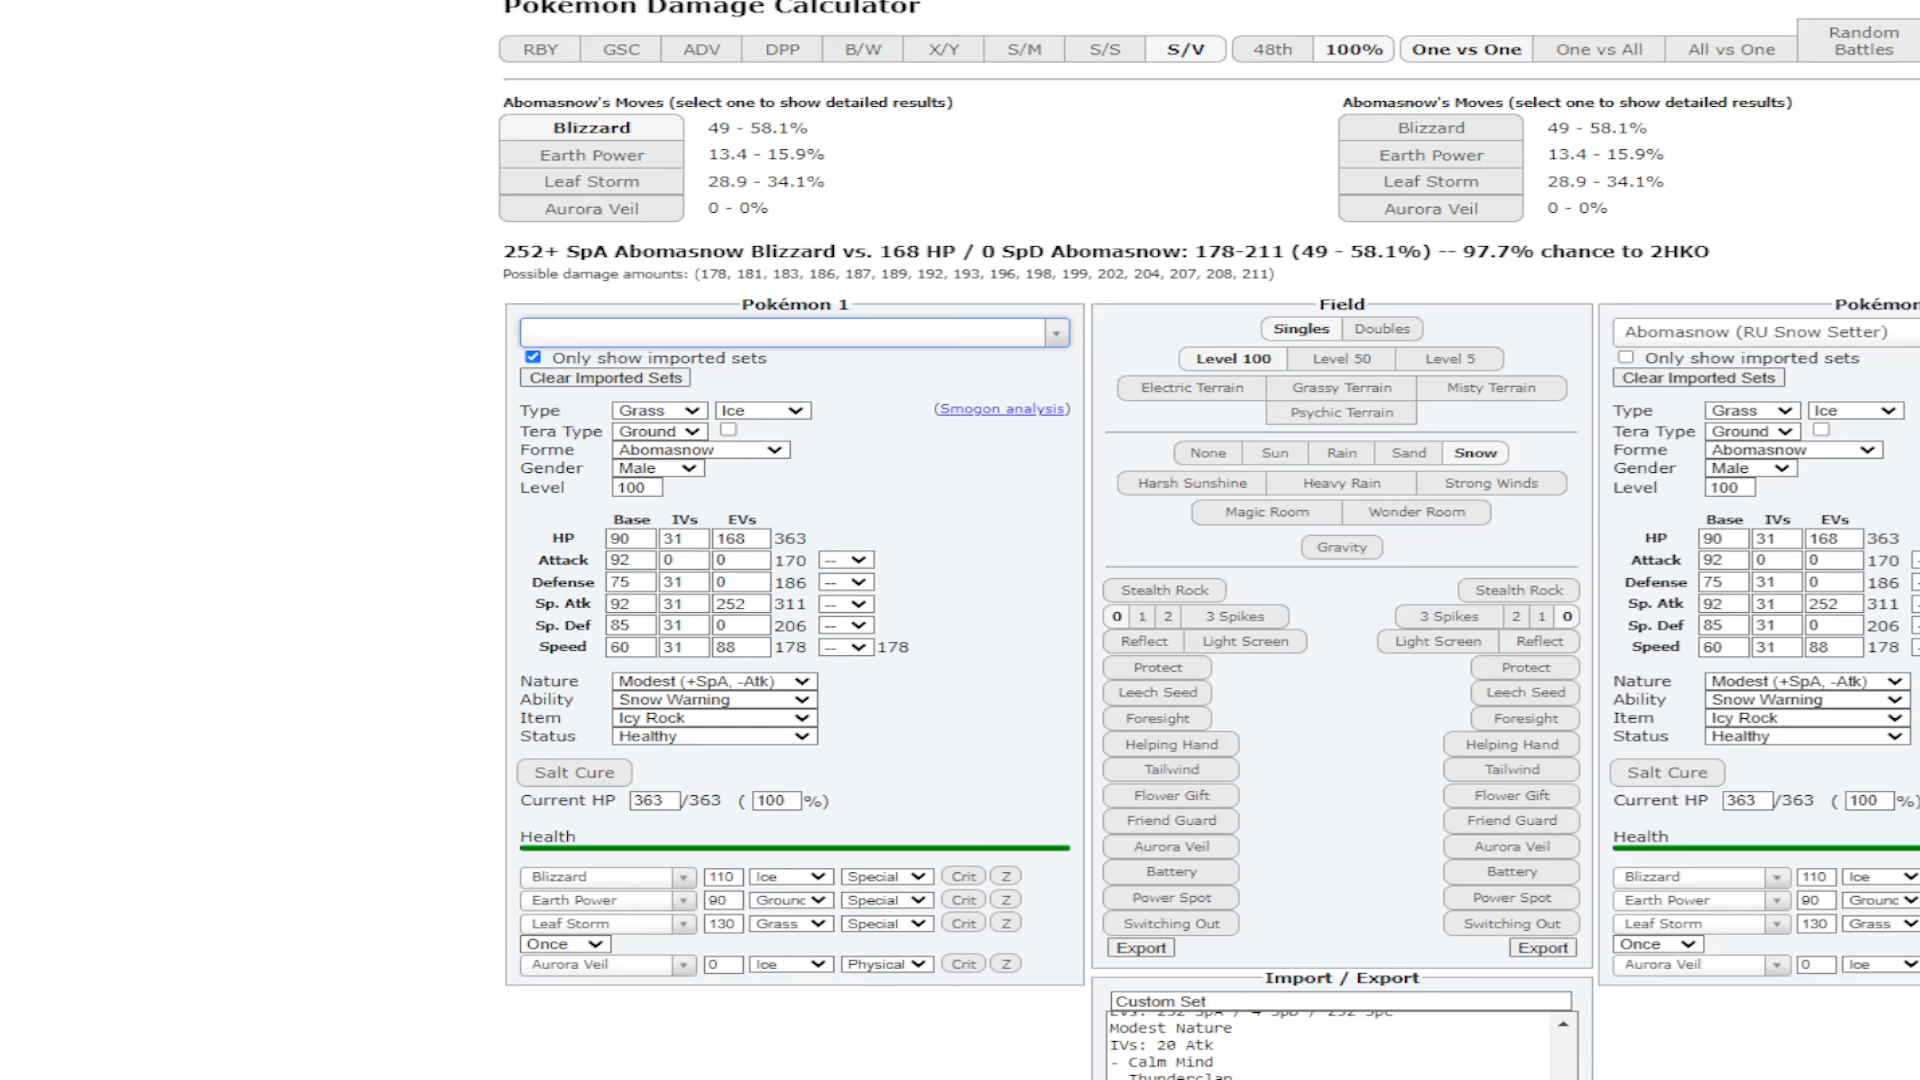 Pokémon Damage Calculator
RBY GSC ADV DPP B/W X/Y S/M S/S S/V 48th 100% One vs One One vs All All vs One Random Battles
Abomasnow's Moves (select one to show detailed results)
Blizzard 49 - 58.1%
Earth Power 13.4 - 15.9%
Leaf Storm 28.9 - 34.1%
Aurora Veil 0 - 0%
Abomasnow's Moves (select one to show detailed results)
Blizzard 49 - 58.1%
Earth Power 13.4 - 15.9%
Leaf Storm 28.9 - 34.1%
Aurora Veil 0 - 0%
252+ SpA Abomasnow Blizzard vs. 168 HP / 0 SpD Abomasnow: 178-211 (49 - 58.1%) -- 97.7% chance to 2HKO
Possible damage amounts: (178, 181, 183, 186, 187, 189, 192, 193, 196, 198, 199, 202, 204, 207, 208, 211)
Pokémon 1
Only show imported sets
Clear Imported Sets
Type Grass Ice (Smogon analysis)
Tera Type Ground
Forme Abomasnow
Gender Male
Level 100
Base IVs EVs
HP 90 31 168 363
Attack 92 0 0 170 --
Defense 75 31 0 186 --
Sp. Atk 92 31 252 311 --
Sp. Def 85 31 0 206 --
Speed 60 31 88 178 -- 178
Nature Modest (+SpA, -Atk)
Ability Snow Warning
Item Icy Rock
Status Healthy
Salt Cure
Current HP 363 /363 ( 100 %)
Health
Blizzard 110 Ice Special Crit Z
Earth Power 90 Grounc Special Crit Z
Leaf Storm 130 Grass Special Crit Z
Once
Aurora Veil 0 Ice Physical Crit Z
Field
Singles Doubles
Level 100 Level 50 Level 5
Electric Terrain Grassy Terrain Misty Terrain
Psychic Terrain
None Sun Rain Sand Snow
Harsh Sunshine Heavy Rain Strong Winds
Magic Room Wonder Room
Gravity
Stealth Rock Stealth Rock
0 1 2 3 Spikes 3 Spikes 2 1 0
Reflect Light Screen Light Screen Reflect
Protect Protect
Leech Seed Leech Seed
Foresight Foresight
Helping Hand Helping Hand
Tailwind Tailwind
Flower Gift Flower Gift
Friend Guard Friend Guard
Aurora Veil Aurora Veil
Battery Battery
Power Spot Power Spot
Switching Out Switching Out
Export Export
Import / Export
Custom Set
EVs: 252 SpA / 4 SpD / 252 Spe
Modest Nature
IVs: 20 Atk
- Calm Mind
- Thunderclap
Pokémon
Abomasnow (RU Snow Setter)
Only show imported sets
Clear Imported Sets
Type Grass Ice
Tera Type Ground
Forme Abomasnow
Gender Male
Level 100
Base IVs EVs
HP 90 31 168 363
Attack 92 0 0 170
Defense 75 31 0 186
Sp. Atk 92 31 252 311
Sp. Def 85 31 0 206
Speed 60 31 88 178
Nature Modest (+SpA, -Atk)
Ability Snow Warning
Item Icy Rock
Status Healthy
Salt Cure
Current HP 363 /363 ( 100 %)
Health
Blizzard 110 Ice
Earth Power 90 Grounc
Leaf Storm 130 Grass
Once
Aurora Veil 0 Ice